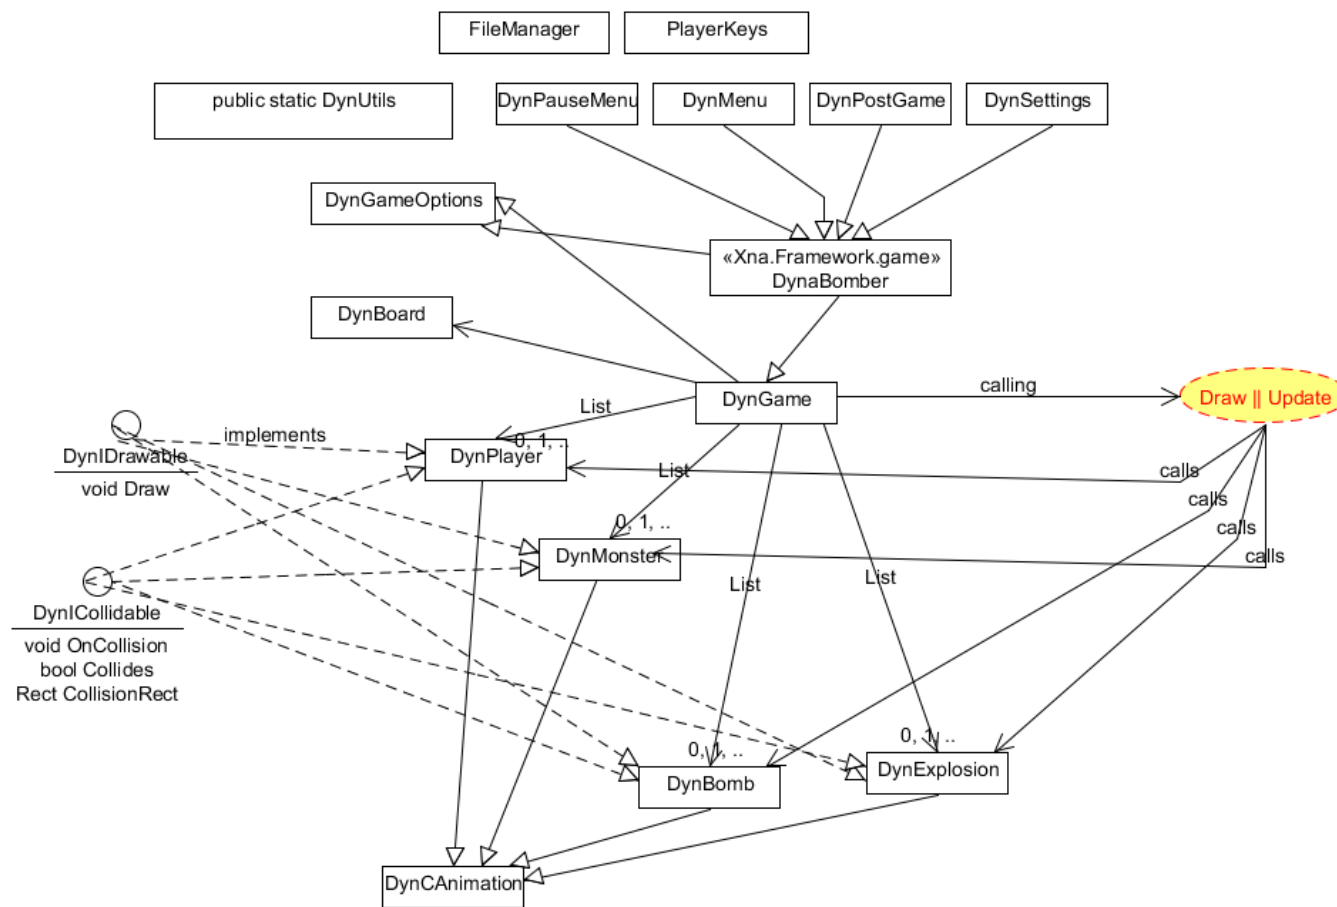 FileManager
PlayerKeys
public static DynUtils
DynPauseMenu
DynMenu
DynPostGame
DynSettings
DynGameOptions
«Xna.Framework.game»
DynaBomber
DynBoard
DynGame
calling
Draw || Update
List
implements
0, 1, ..
DynPlayer
DynIDrawable
void Draw
List
calls
calls
calls
calls
0, 1, ..
DynMonster
List
List
DynICollidable
void OnCollision
bool Collides
Rect CollisionRect
0, 1, ..
0, 1, ..
DynBomb
DynExplosion
DynCAnimation